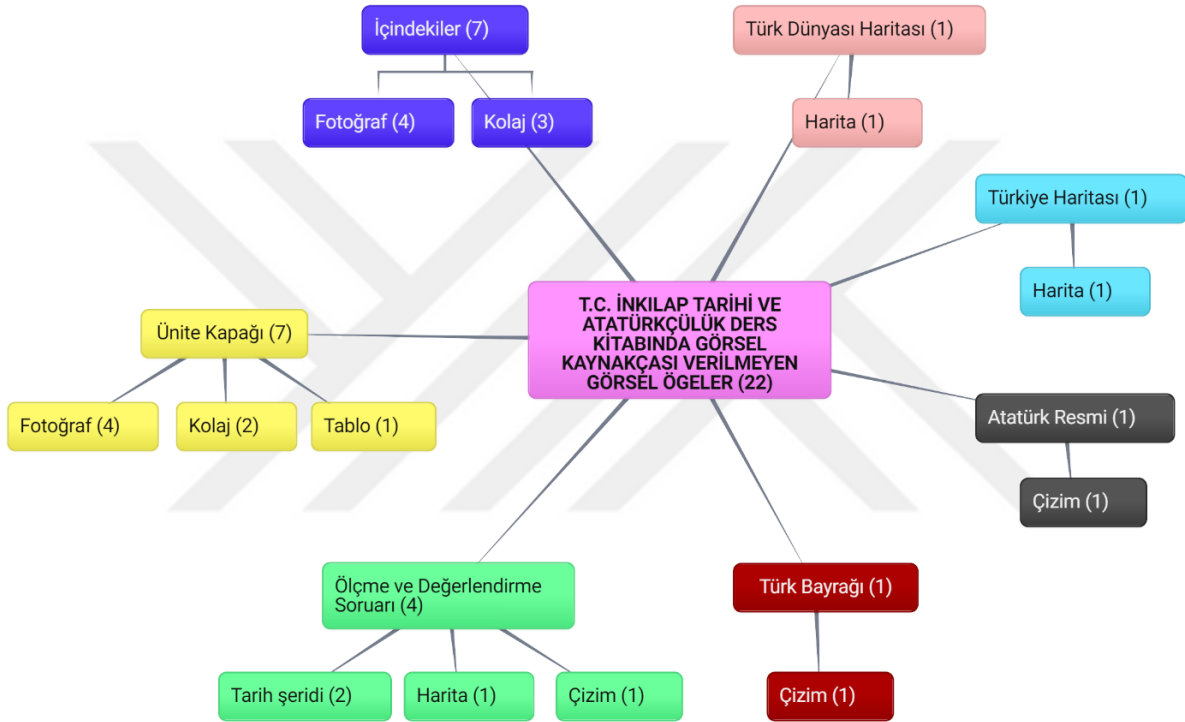 İçindekiler (7)
Fotoğraf (4)
Kolaj (3)
Türk Dünyası Haritası (1)
Harita (1)
Türkiye Haritası (1)
Harita (1)
T.C. İNKILAP TARİHİ VE
ATATÜRKÇÜLÜK DERS
KİTABINDA GÖRSEL
KAYNAKÇASI VERİLMEYEN
GÖRSEL ÖGELER (22)
Ünite Kapağı (7)
Fotoğraf (4)
Kolaj (2)
Tablo (1)
Atatürk Resmi (1)
Çizim (1)
Ölçme ve Değerlendirme
Soruarı (4)
Tarih şeridi (2)
Harita (1)
Çizim (1)
Türk Bayrağı (1)
Çizim (1)